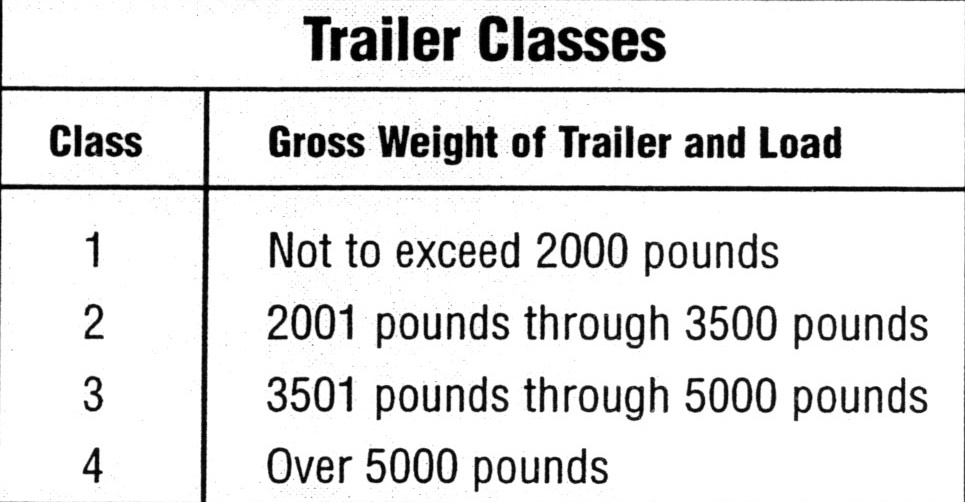 Trailer Classes
Class Gross Weight of Trailer and Load
1 Not to exceed 2000 pounds
2 2001 pounds through 3500 pounds
3 3501 pounds through 5000 pounds
4 Over 5000 pounds